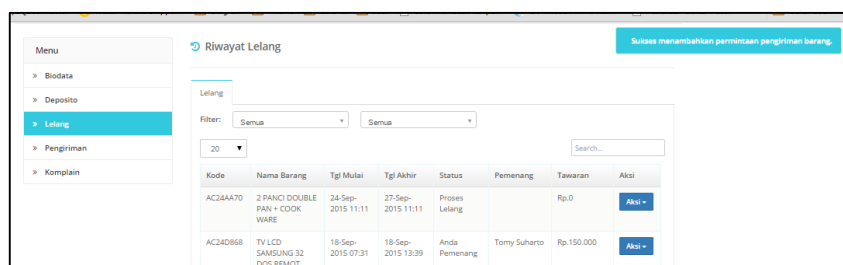 Sukses menambahkan permintaan pengiriman barang.
Menu
Riwayat Lelang
» Biodata
» Deposito
» Lelang
» Pengiriman
» Komplain
Lelang
Filter: Semua Semua
20 Search...
Kode Nama Barang Tgl Mulai Tgl Akhir Status Pemenang Tawaran Aksi
AC24AA70 2 PANCI DOUBLE 24-Sep- 27-Sep- Proses Rp.0 Aksi
PAN + COOK 2015 11:11 2015 11:11 Lelang
WARE
AC24D868 TV LCD 18-Sep- 18-Sep- Anda Tomy Suharto Rp.150.000 Aksi
SAMSUNG 32 2015 07:31 2015 13:39 Pemenang
DOS REMOT